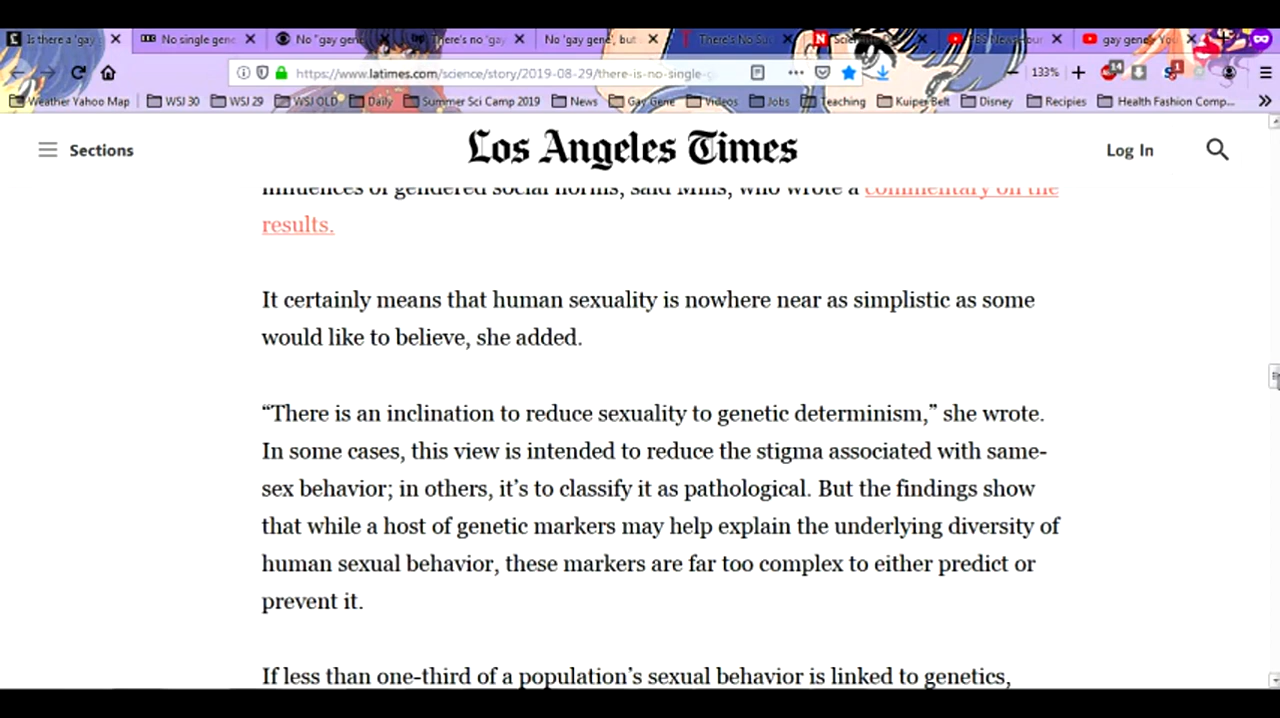 Is there a 'gay
No single gen
No "gay gene
There's no 'gay
No 'gay gene', but
There's No Su
Scien
PBS NewsHour
gay gene - You
https://www.latimes.com/science/story/2019-08-29/there-is-no-single-g
133%
14
1
Weather Yahoo Map
WSJ 30
WSJ 29
WSJ OLD
Daily
Summer Sci Camp 2019
News
Gay Gene
Videos
Jobs
Teaching
Kuiper Belt
Disney
Recipies
Health Fashion Comp...
Sections
Los Angeles Times
Log In
influences of gendered social norms, said Mills, who wrote a commentary on the
results.
It certainly means that human sexuality is nowhere near as simplistic as some
would like to believe, she added.
“There is an inclination to reduce sexuality to genetic determinism,” she wrote.
In some cases, this view is intended to reduce the stigma associated with same-
sex behavior; in others, it’s to classify it as pathological. But the findings show
that while a host of genetic markers may help explain the underlying diversity of
human sexual behavior, these markers are far too complex to either predict or
prevent it.
If less than one-third of a population’s sexual behavior is linked to genetics,